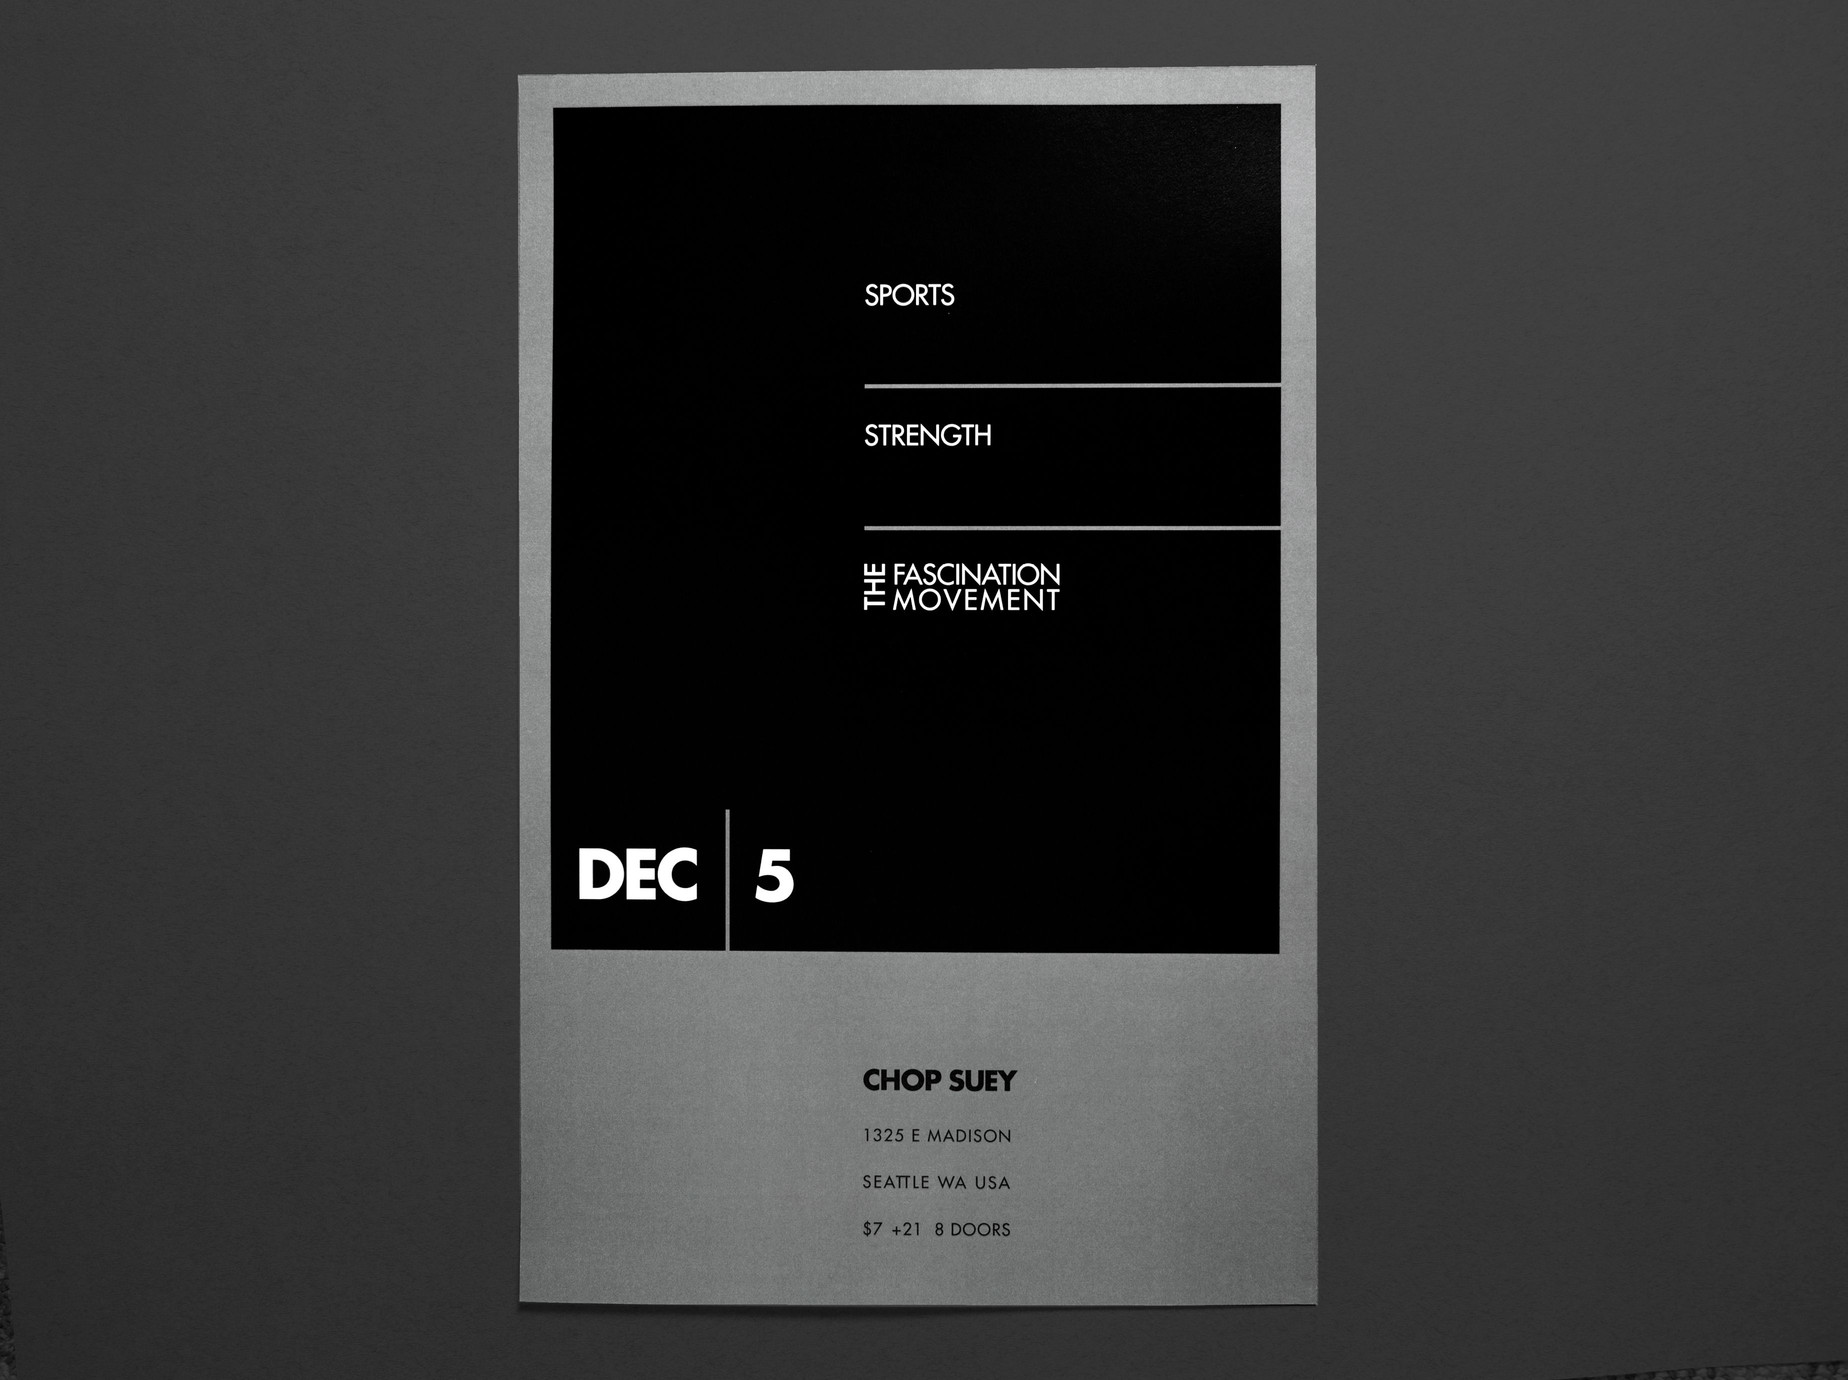 SPORTS
STRENGTH
THE FASCINATION
MOVEMENT
DEC 5
CHOP SUEY
1325 E MADISON
SEATTLE WA USA
$7 +21 8 DOORS